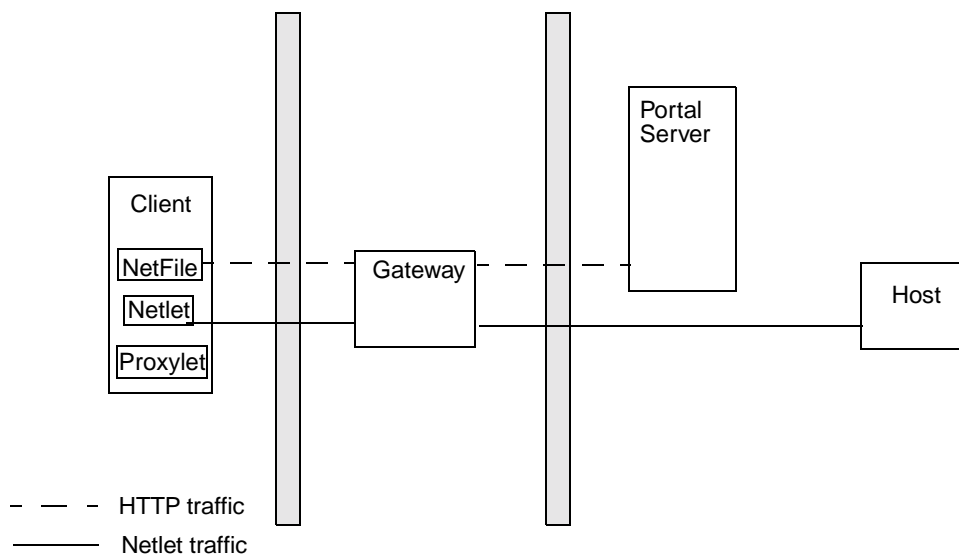 Portal
Server
Client
NetFile
Gateway
Netlet
Host
Proxylet
HTTP traffic
Netlet traffic